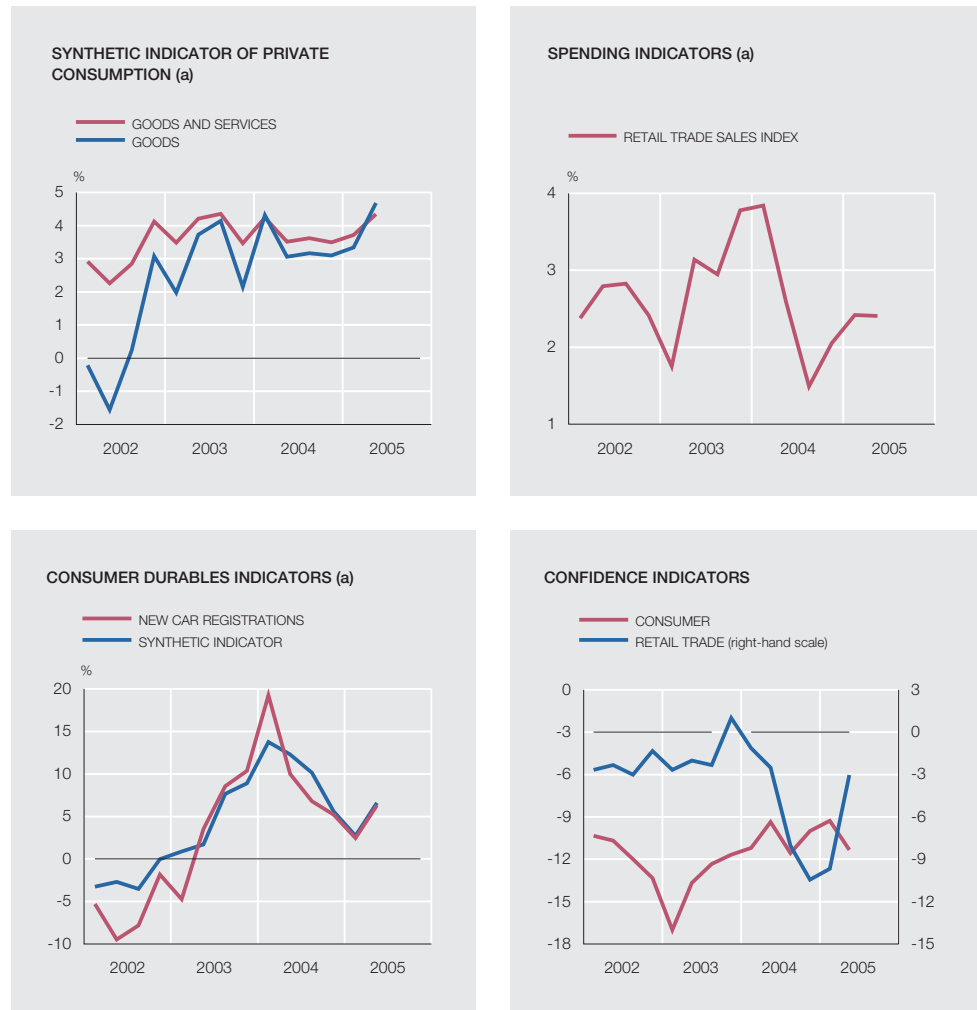 SYNTHETIC INDICATOR OF PRIVATE
CONSUMPTION (a)
GOODS AND SERVICES
GOODS
%
5
4
3
2
1
0
-1
-2
2002 2003 2004 2005
SPENDING INDICATORS (a)
RETAIL TRADE SALES INDEX
%
4
3
2
1
2002 2003 2004 2005
CONSUMER DURABLES INDICATORS (a)
NEW CAR REGISTRATIONS
SYNTHETIC INDICATOR
%
20
15
10
5
0
-5
-10
2002 2003 2004 2005
CONFIDENCE INDICATORS
CONSUMER
RETAIL TRADE (right-hand scale)
0 3
-3 0
-6 -3
-9 -6
-12 -9
-15 -12
-18 -15
2002 2003 2004 2005